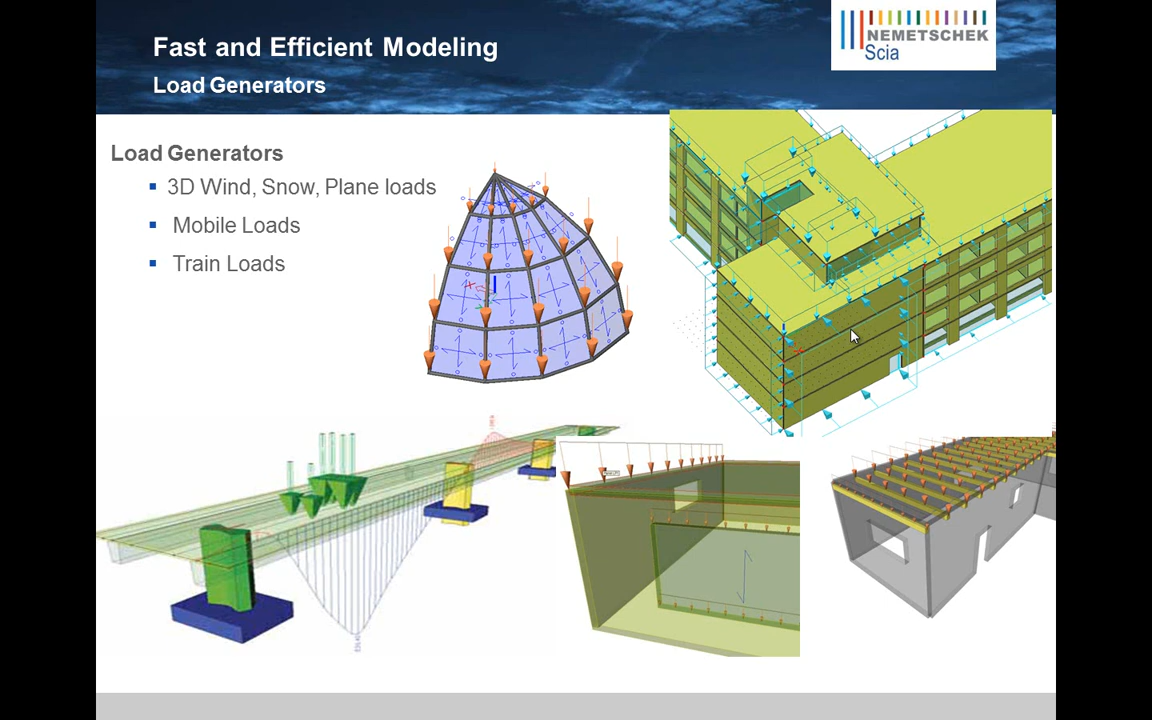 Fast and Efficient Modeling
Load Generators
NEMETSCHEK
Scia
Load Generators
3D Wind, Snow, Plane loads
Mobile Loads
Train Loads